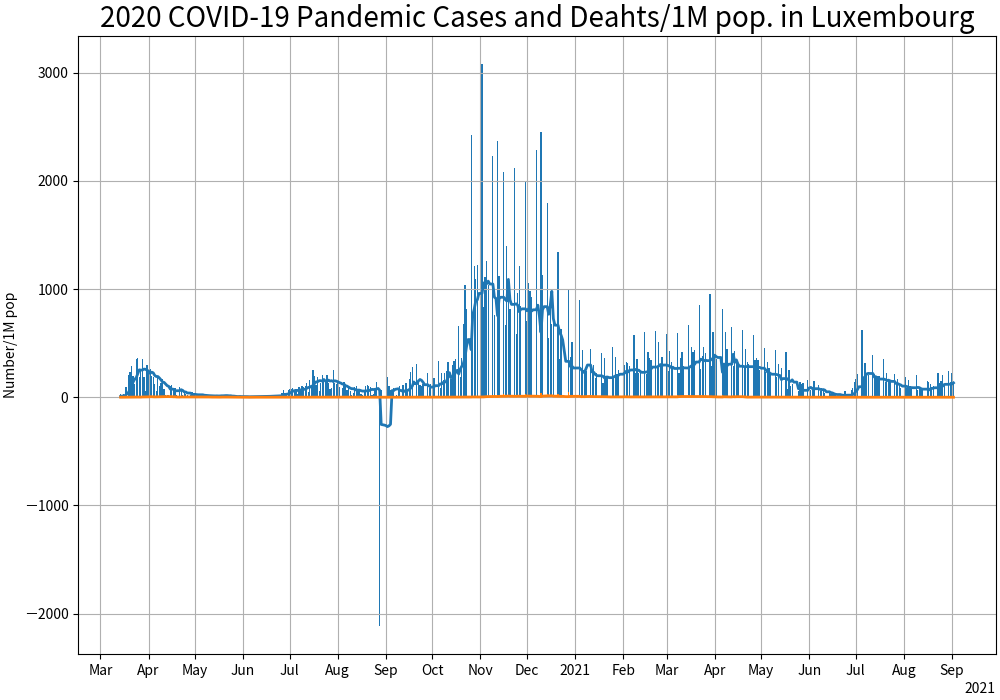 2020 COVID-19 Pandemic Cases and Deahts/1M pop. in Luxembourg
Number/1M pop
3000
2000
1000
0
−1000
−2000
Mar Apr May Jun Jul Aug Sep Oct Nov Dec 2021 Feb Mar Apr May Jun Jul Aug Sep
2021